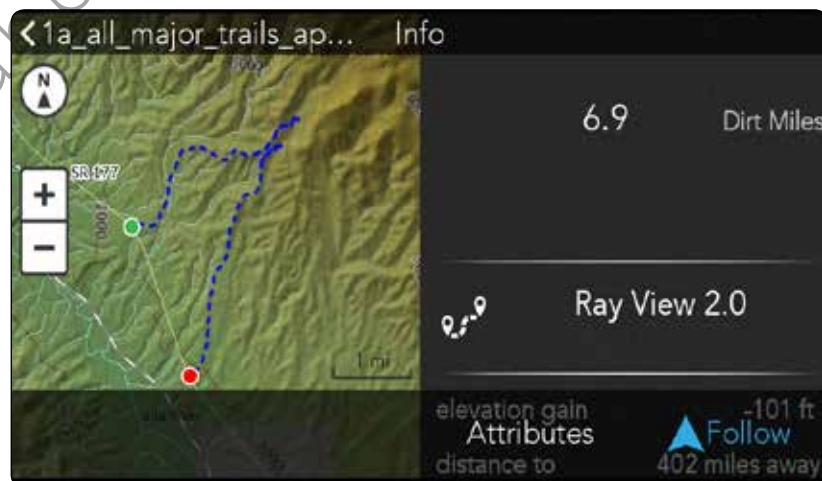 1a_all_major_trails_ap... Info
N
SR 177
+
−
1000
1 mi
6.9 Dirt Miles
Ray View 2.0
elevation gain -101 ft
Attributes Follow
distance to 402 miles away